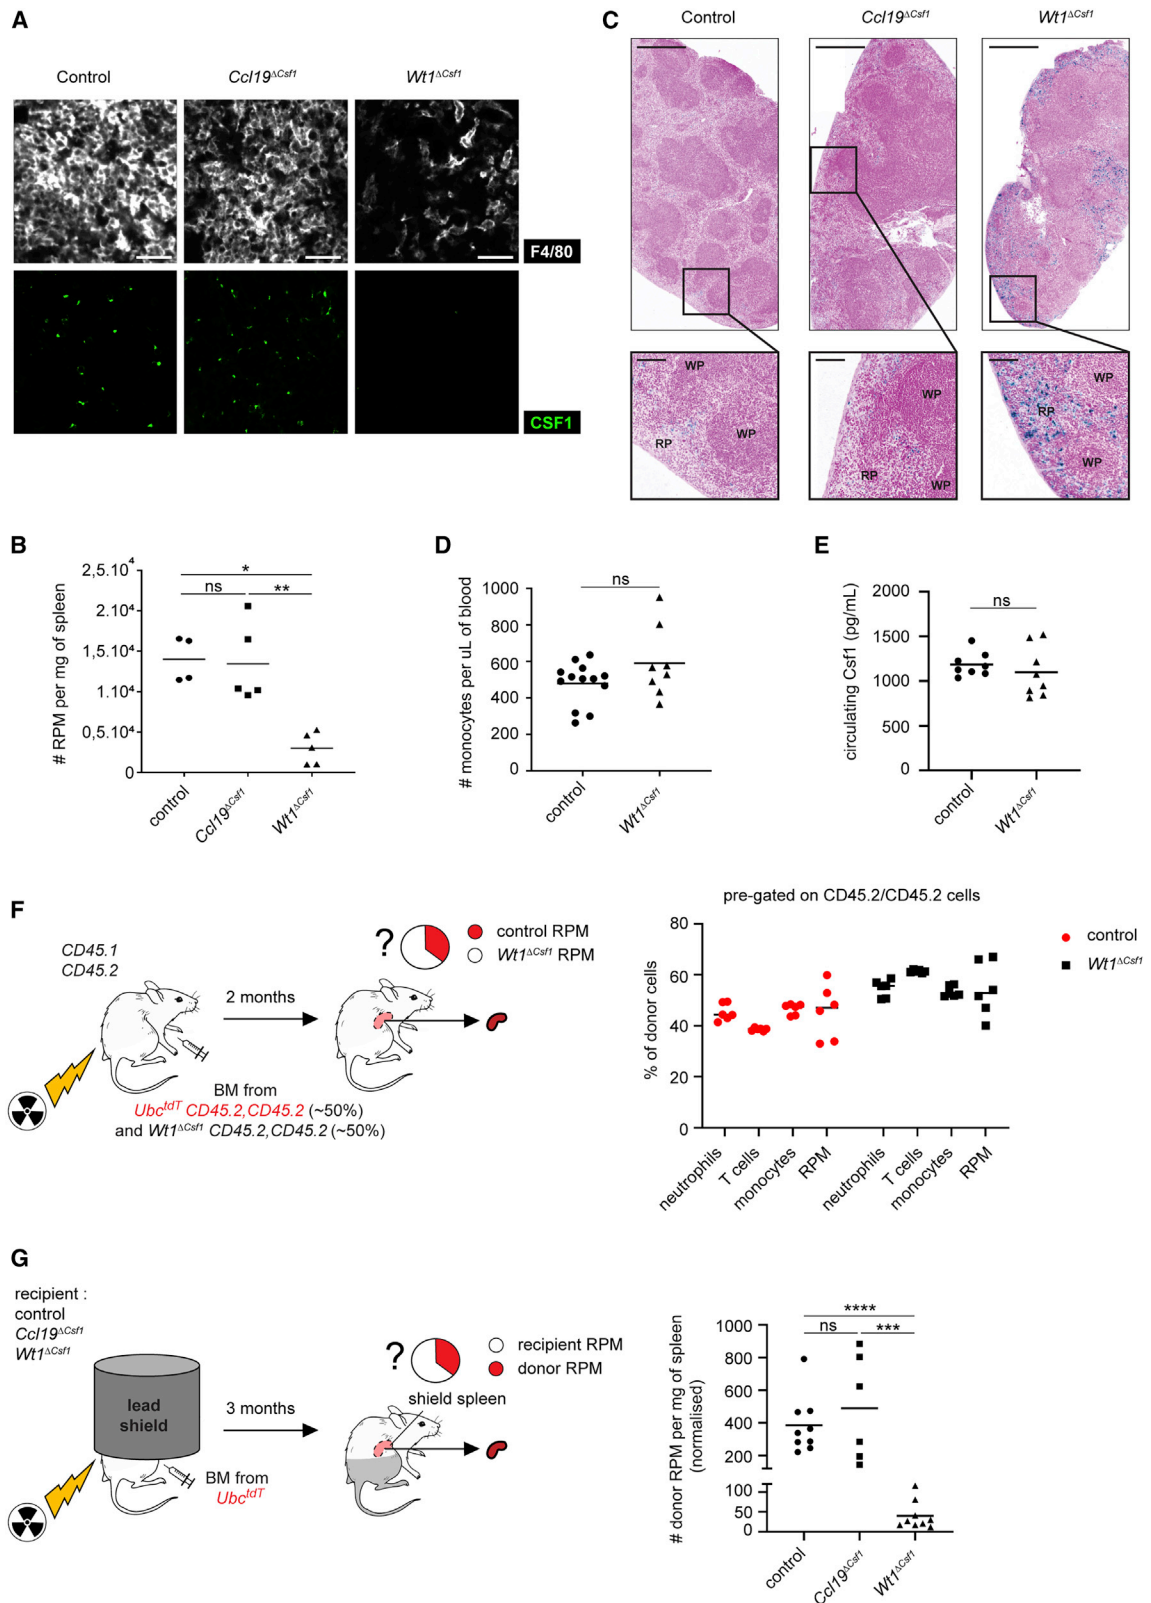 A
Control
Ccl19ΔCsf1
Wt1ΔCsf1
F4/80
CSF1
C
Control
Ccl19ΔCsf1
Wt1ΔCsf1
WP
RP
WP
WP
RP
WP
WP
RP
WP
B
# RPM per mg of spleen
2,5.10⁴
2.10⁴
1,5.10⁴
1.10⁴
0,5.10⁴
0
*
ns
**
control
Ccl19ΔCsf1
Wt1ΔCsf1
D
# monocytes per uL of blood
1000
800
600
400
200
0
ns
control
Wt1ΔCsf1
E
circulating Csf1 (pg/mL)
2000
1500
1000
500
0
ns
control
Wt1ΔCsf1
F
CD45.1
CD45.2
2 months
?
control RPM
Wt1ΔCsf1 RPM
BM from
UbctdT CD45.2,CD45.2 (~50%)
and Wt1ΔCsf1 CD45.2,CD45.2 (~50%)
pre-gated on CD45.2/CD45.2 cells
% of donor cells
80
60
40
20
0
neutrophils
T cells
monocytes
RPM
neutrophils
T cells
monocytes
RPM
control
Wt1ΔCsf1
G
recipient :
control
Ccl19ΔCsf1
Wt1ΔCsf1
lead
shield
3 months
BM from
UbctdT
?
recipient RPM
donor RPM
shield spleen
# donor RPM per mg of spleen
(normalised)
1000
800
600
400
200
100
50
0
****
ns
***
control
Ccl19ΔCsf1
Wt1ΔCsf1